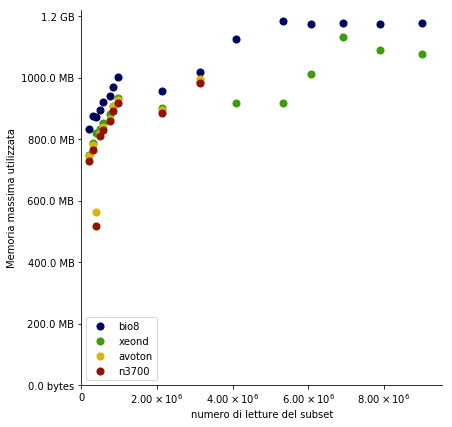 1.2 GB
1000.0 MB
800.0 MB
600.0 MB
400.0 MB
200.0 MB
0.0 bytes
Memoria massima utilizzata
bio8
xeond
avoton
n3700
0
2.00 × 10⁶
4.00 × 10⁶
6.00 × 10⁶
8.00 × 10⁶
numero di letture del subset